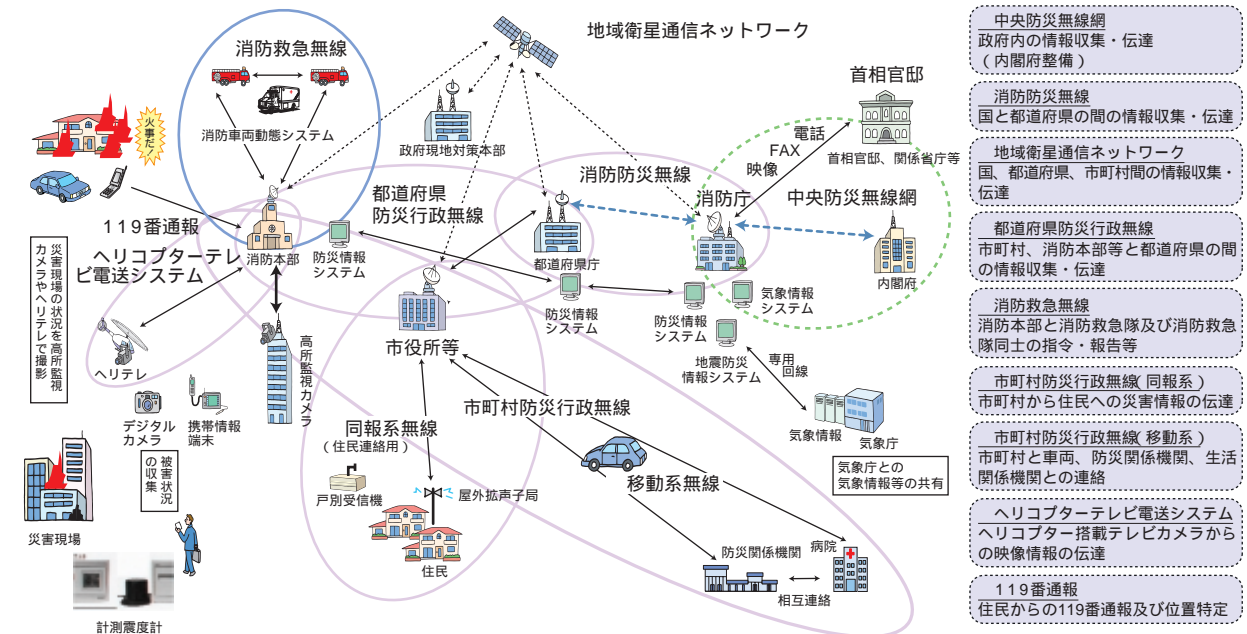 地域衛星通信ネットワーク
消防救急無線
消防車両動態システム
火事だ!
政府現地対策本部
首相官邸
首相官邸、関係省庁等
電話
FAX
映像
消防防災無線
消防庁
中央防災無線網
内閣府
都道府県
防災行政無線
都道府県庁
119番通報
消防本部
防災情報
システム
ヘリコプターテレ
ビ電送システム
災害現場の状況を高所監視
カメラやヘリテレで撮影
ヘリテレ
高所監視カメラ
防災情報
システム
防災情報
システム
気象情報
システム
地震防災
情報システム
専用
回線
気象情報
気象庁
気象庁との
気象情報等の共有
市役所等
市町村防災行政無線
同報系無線
(住民連絡用)
戸別受信機
屋外拡声子局
住民
移動系無線
防災関係機関
病院
相互連絡
デジタル
カメラ
携帯情報
端末
被害状況
の収集
災害現場
計測震度計
中央防災無線網
政府内の情報収集・伝達
(内閣府整備)
消防防災無線
国と都道府県の間の情報収集・伝達
地域衛星通信ネットワーク
国、都道府県、市町村間の情報収集・
伝達
都道府県防災行政無線
市町村、消防本部等と都道府県の間
の情報収集・伝達
消防救急無線
消防本部と消防救急隊及び消防救急
隊同士の指令・報告等
市町村防災行政無線(同報系)
市町村から住民への災害情報の伝達
市町村防災行政無線(移動系)
市町村と車両、防災関係機関、生活
関係機関との連絡
ヘリコプターテレビ電送システム
ヘリコプター搭載テレビカメラから
の映像情報の伝達
119番通報
住民からの119番通報及び位置特定